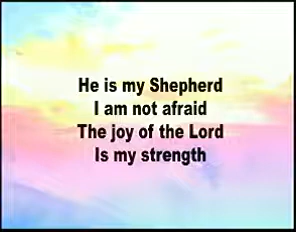 He is my Shepherd
I am not afraid
The joy of the Lord
Is my strength